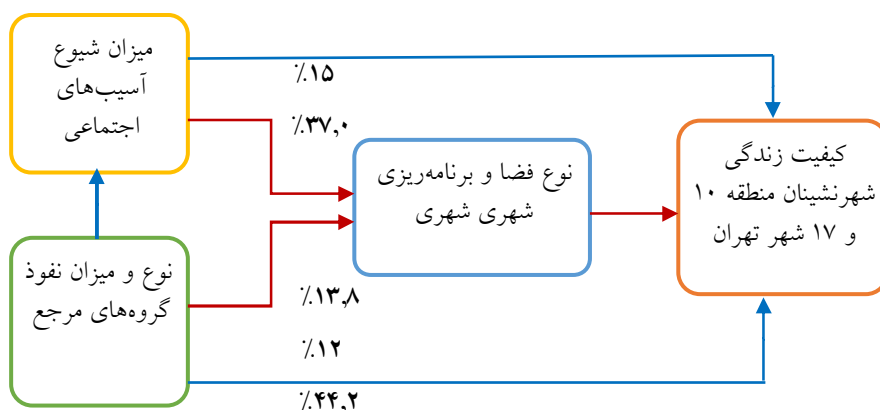 میزان شیوع
آسیب‌های
اجتماعی
٪۱۵
٪۳۷,۰
نوع فضا و برنامه‌ریزی
شهری شهری
کیفیت زندگی
شهرنشینان منطقه ۱۰
و ۱۷ شهر تهران
نوع و میزان نفوذ
گروه‌های مرجع
٪۱۳,۸
٪۱۲
٪۴۴,۲